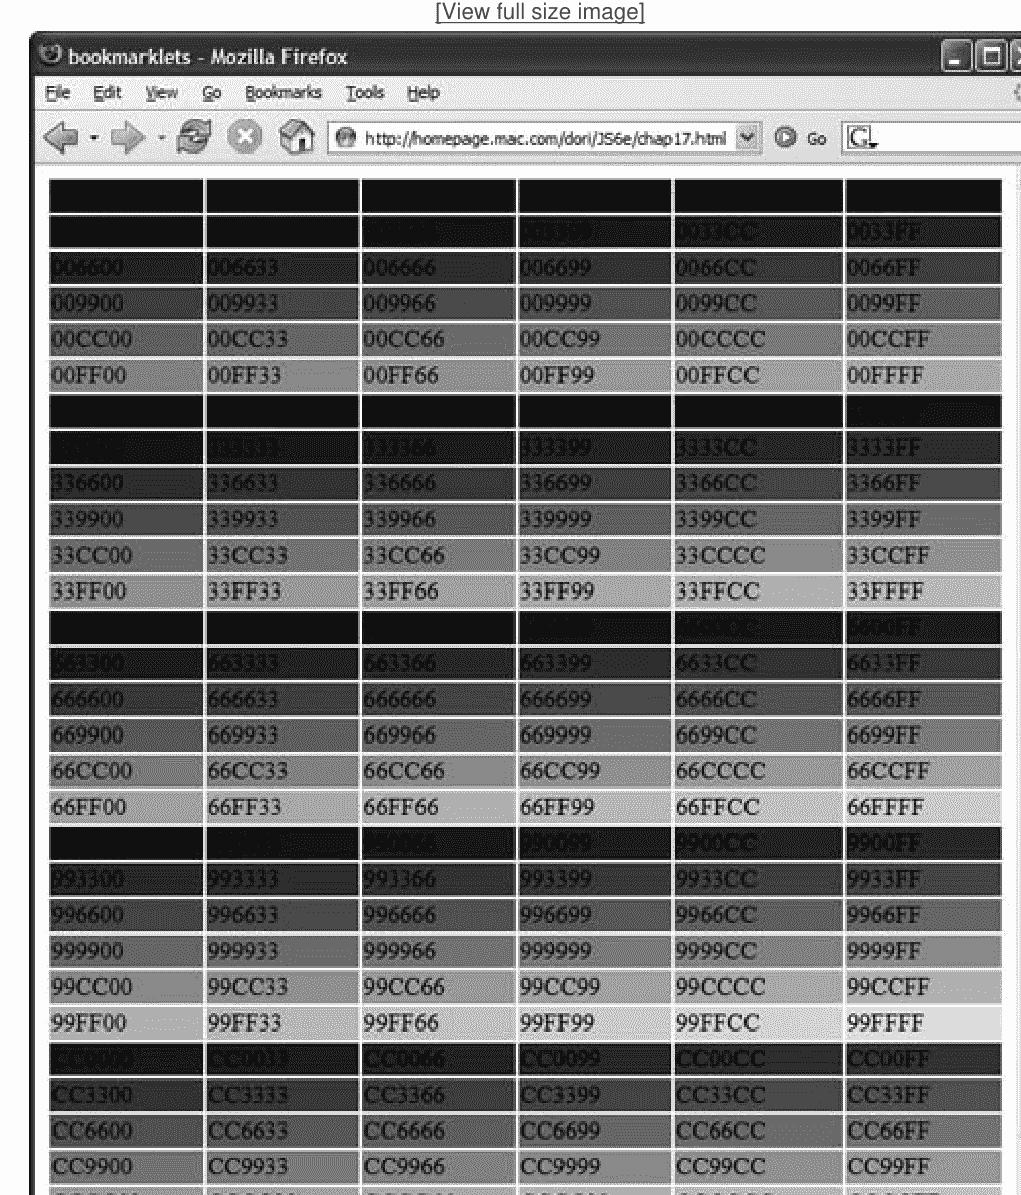 [View full size image]
bookmarklets - Mozilla Firefox
File Edit View Go Bookmarks Tools Help
http://homepage.mac.com/dori/JS6e/chap17.html Go G
0033CC 0033FF
006600 006633 006666 006699 0066CC 0066FF
009900 009933 009966 009999 0099CC 0099FF
00CC00 00CC33 00CC66 00CC99 00CCCC 00CCFF
00FF00 00FF33 00FF66 00FF99 00FFCC 00FFFF
333333 333366 333399 3333CC 3333FF
336600 336633 336666 336699 3366CC 3366FF
339900 339933 339966 339999 3399CC 3399FF
33CC00 33CC33 33CC66 33CC99 33CCCC 33CCFF
33FF00 33FF33 33FF66 33FF99 33FFCC 33FFFF
6600CC 6600FF
663300 663333 663366 663399 6633CC 6633FF
666600 666633 666666 666699 6666CC 6666FF
669900 669933 669966 669999 6699CC 6699FF
66CC00 66CC33 66CC66 66CC99 66CCCC 66CCFF
66FF00 66FF33 66FF66 66FF99 66FFCC 66FFFF
990066 990099 9900CC 9900FF
993300 993333 993366 993399 9933CC 9933FF
996600 996633 996666 996699 9966CC 9966FF
999900 999933 999966 999999 9999CC 9999FF
99CC00 99CC33 99CC66 99CC99 99CCCC 99CCFF
99FF00 99FF33 99FF66 99FF99 99FFCC 99FFFF
CC0000 CC0033 CC0066 CC0099 CC00CC CC00FF
CC3300 CC3333 CC3366 CC3399 CC33CC CC33FF
CC6600 CC6633 CC6666 CC6699 CC66CC CC66FF
CC9900 CC9933 CC9966 CC9999 CC99CC CC99FF